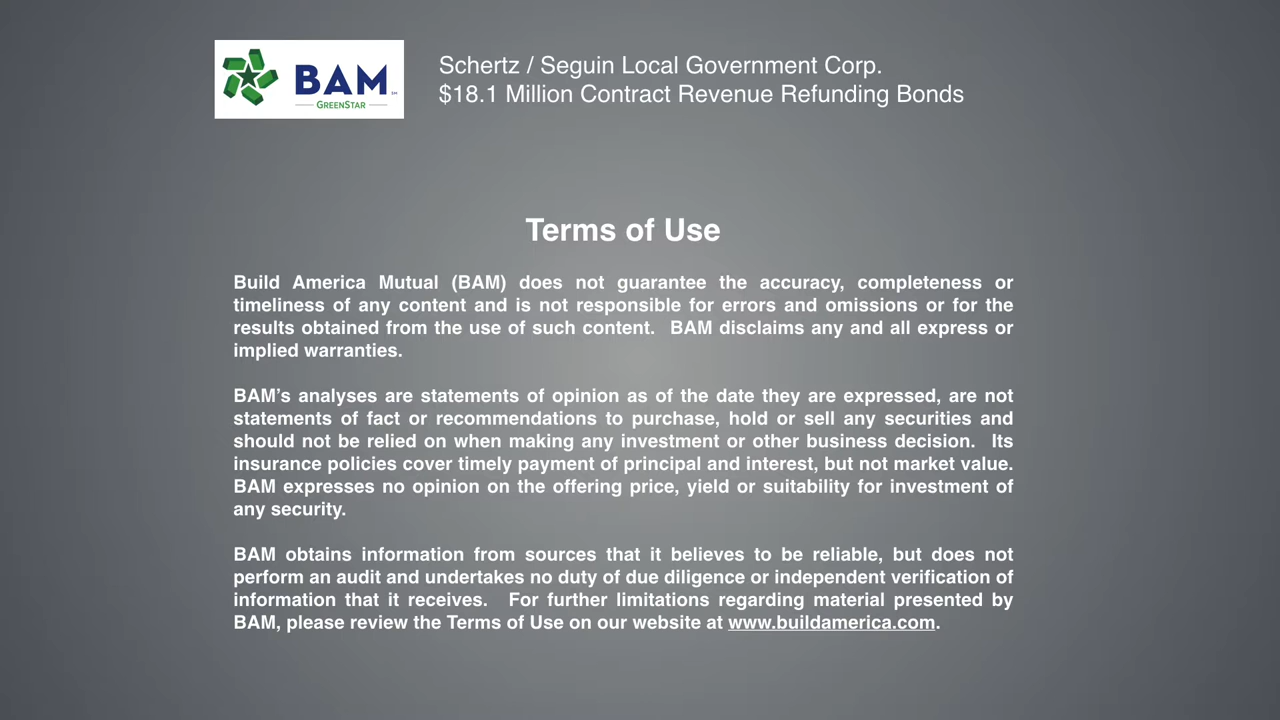 BAM SM
GREENSTAR
Schertz / Seguin Local Government Corp.
$18.1 Million Contract Revenue Refunding Bonds
Terms of Use
Build America Mutual (BAM) does not guarantee the accuracy, completeness or
timeliness of any content and is not responsible for errors and omissions or for the
results obtained from the use of such content. BAM disclaims any and all express or
implied warranties.
BAM’s analyses are statements of opinion as of the date they are expressed, are not
statements of fact or recommendations to purchase, hold or sell any securities and
should not be relied on when making any investment or other business decision. Its
insurance policies cover timely payment of principal and interest, but not market value.
BAM expresses no opinion on the offering price, yield or suitability for investment of
any security.
BAM obtains information from sources that it believes to be reliable, but does not
perform an audit and undertakes no duty of due diligence or independent verification of
information that it receives. For further limitations regarding material presented by
BAM, please review the Terms of Use on our website at www.buildamerica.com.